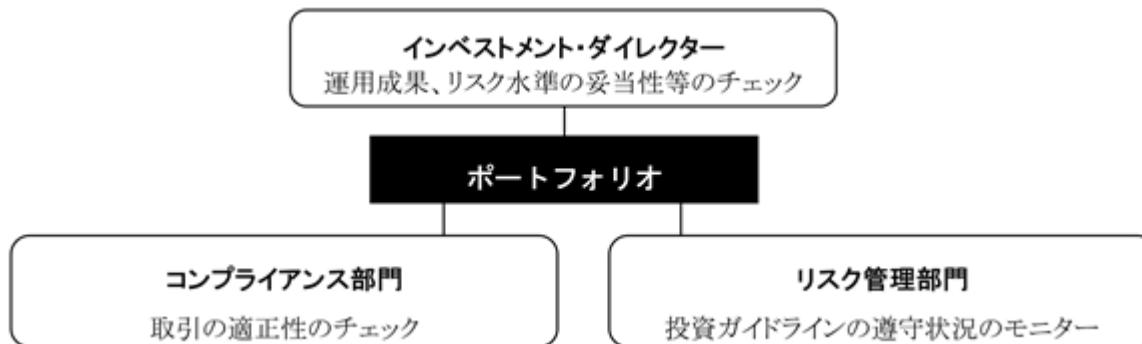 インベストメント・ダイレクター
運用成果、リスク水準の妥当性等のチェック
ポートフォリオ
コンプライアンス部門
取引の適正性のチェック
リスク管理部門
投資ガイドラインの遵守状況のモニター